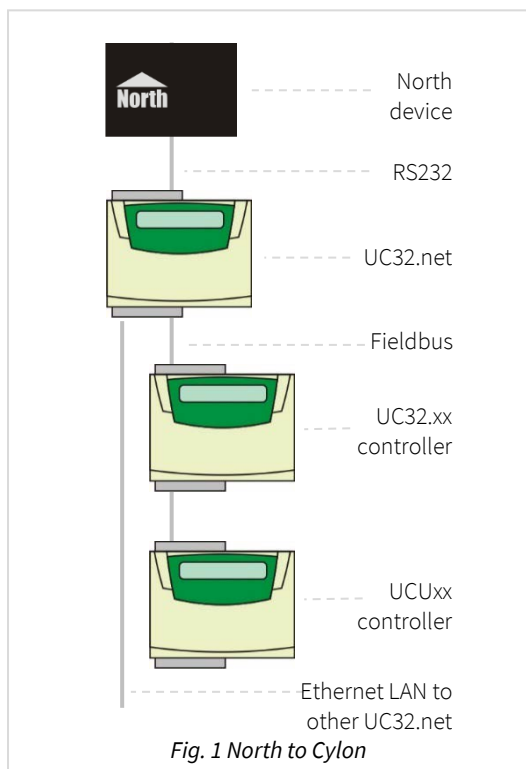 North
North
device
RS232
UC32.net
Fieldbus
UC32.xx
controller
UCUxx
controller
Ethernet LAN to
other UC32.net
Fig. 1 North to Cylon